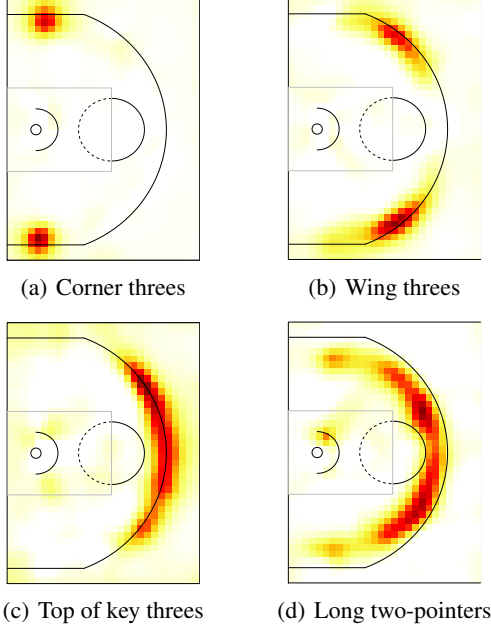 (a) Corner threes
(b) Wing threes
(c) Top of key threes
(d) Long two-pointers